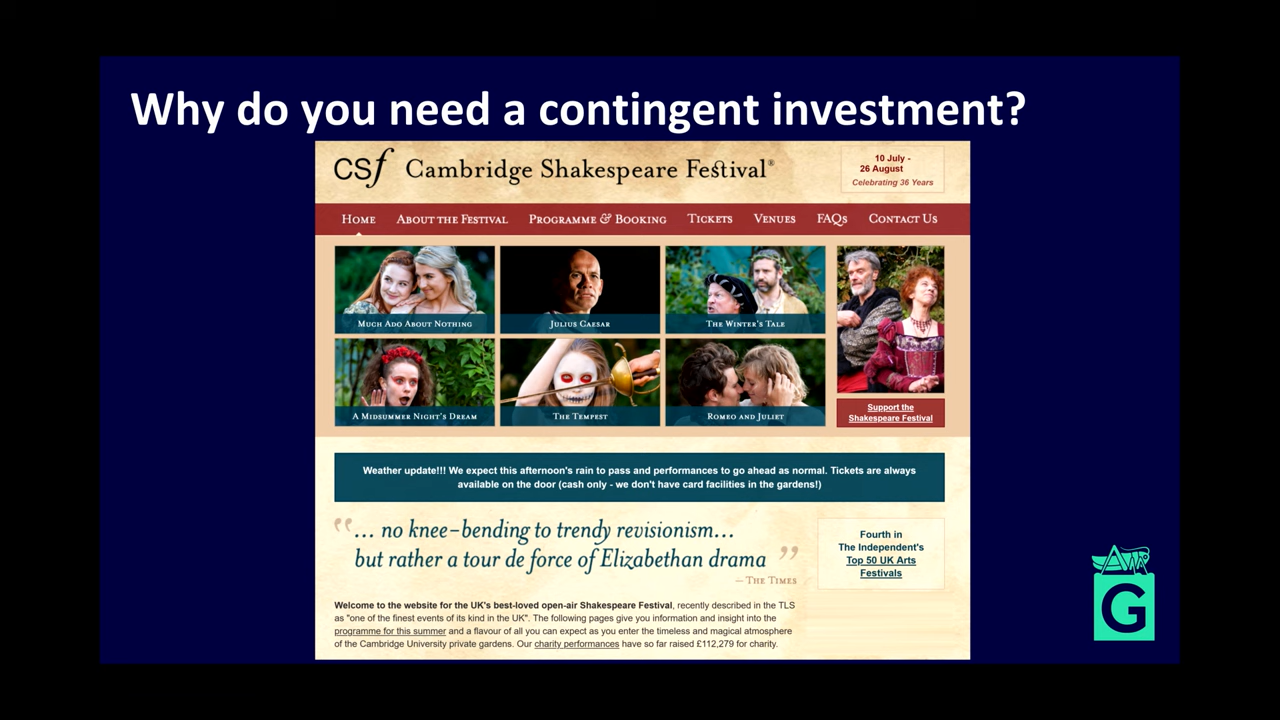 Why do you need a contingent investment?
csf Cambridge Shakespeare Festival®
10 July -
26 August
Celebrating 36 Years
Home About the Festival Programme & Booking Tickets Venues FAQs Contact Us
Much Ado About Nothing
Julius Caesar
The Winter's Tale
A Midsummer Night's Dream
The Tempest
Romeo and Juliet
Support the
Shakespeare Festival
Weather update!!! We expect this afternoon's rain to pass and performances to go ahead as normal. Tickets are always
available on the door (cash only - we don't have card facilities in the gardens!)
“... no knee–bending to trendy revisionism...
but rather a tour de force of Elizabethan drama ”
— The Times
Fourth in
The Independent's
Top 50 UK Arts
Festivals
Welcome to the website for the UK's best-loved open-air Shakespeare Festival, recently described in the TLS
as "one of the finest events of its kind in the UK". The following pages give you information and insight into the
programme for this summer and a flavour of all you can expect as you enter the timeless and magical atmosphere
of the Cambridge University private gardens. Our charity performances have so far raised £112,279 for charity.
G